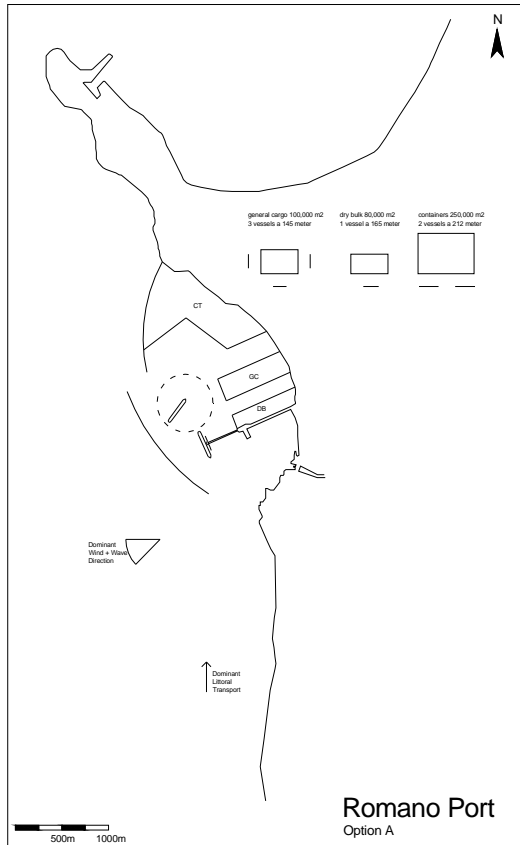 N
general cargo 100,000 m2
3 vessels a 145 meter
dry bulk 80,000 m2
1 vessel a 165 meter
containers 250,000 m2
2 vessels a 212 meter
CT
GC
DB
Dominant
Wind + Wave
Direction
Dominant
Littoral
Transport
500m
1000m
Romano Port
Option A